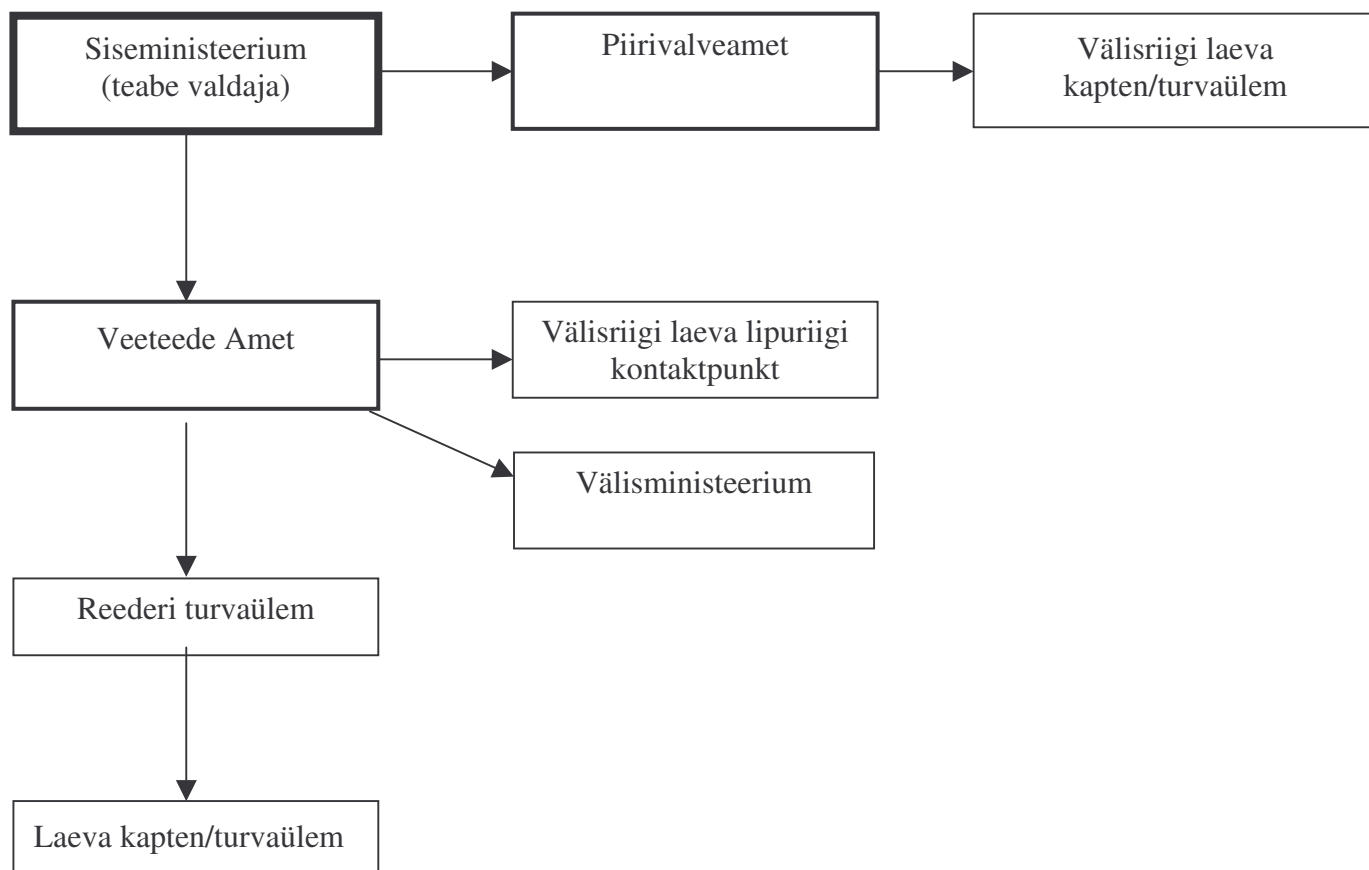 Siseministeerium
(teabe valdaja)
Piirivalveamet
Välisriigi laeva
kapten/turvaülem
Veeteede Amet
Välisriigi laeva lipuriigi
kontaktpunkt
Välisministeerium
Reederi turvaülem
Laeva kapten/turvaülem